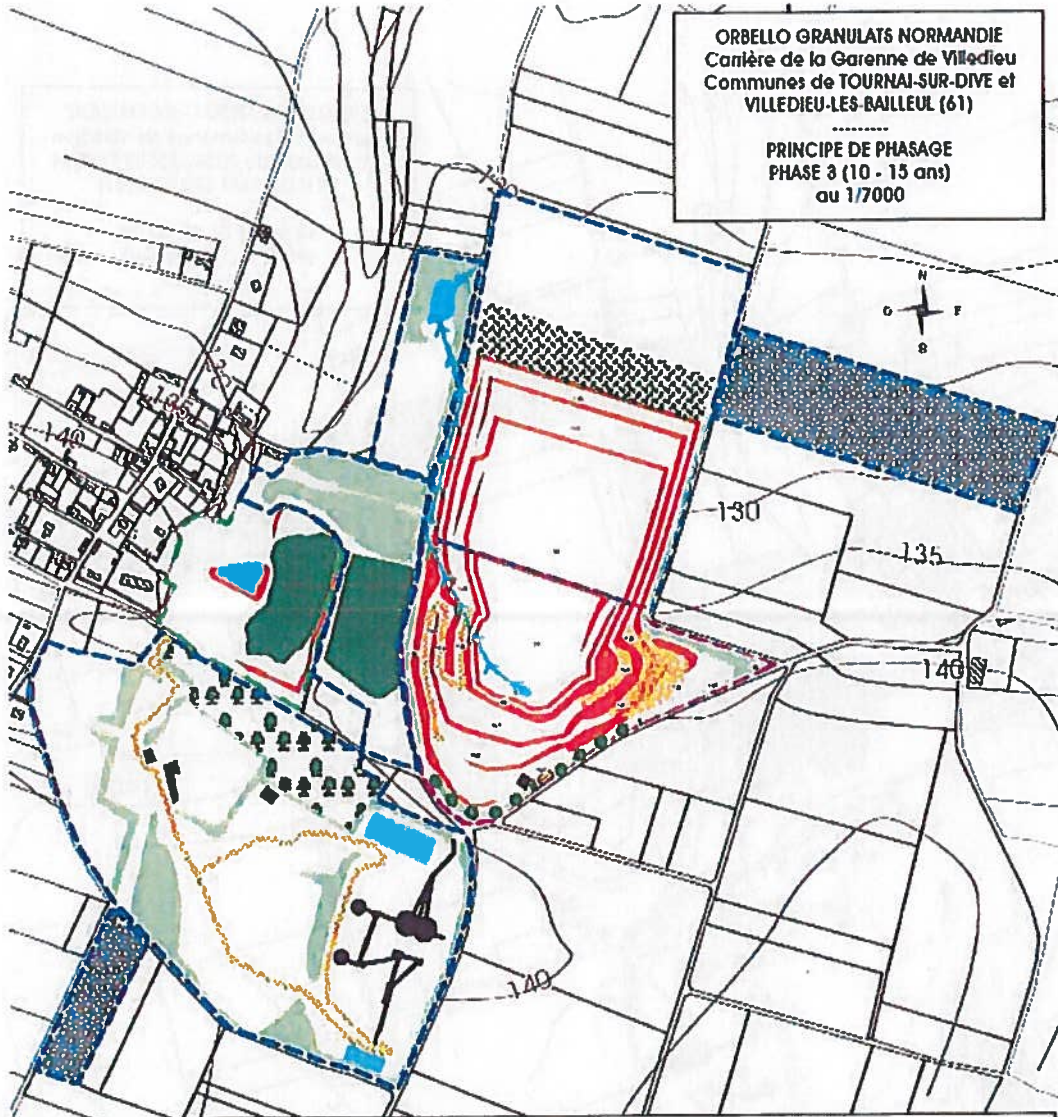 ORBELLO GRANULATS NORMANDIE
Carrière de la Garenne de Villedieu
Communes de TOURNAI-SUR-DIVE et
VILLEDIEU-LES-BAILLEUL (61)
----------
PRINCIPE DE PHASAGE
PHASE 3 (10 - 15 ans)
au 1/7000
N
O
E
S
140
130
135
140
140